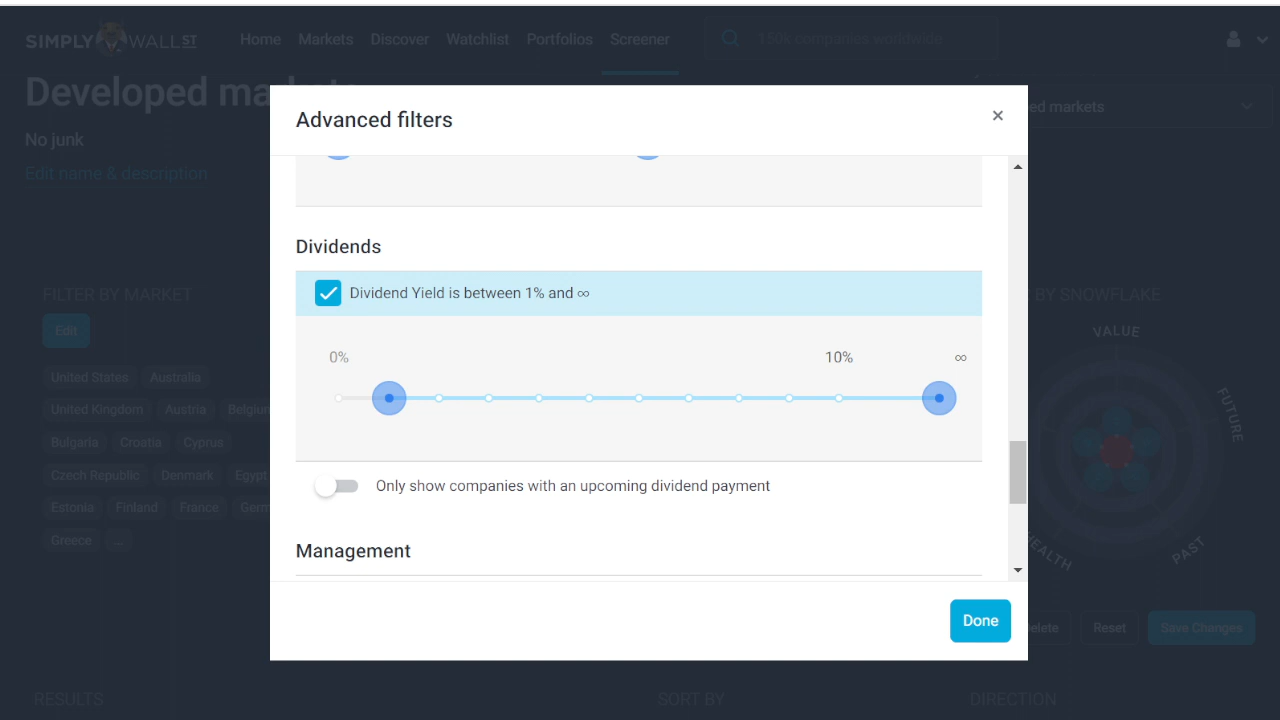 SIMPLY WALL ST
Home Markets Discover Watchlist Portfolios Screener
150k companies worldwide
Developed ma
ed markets
No junk
Edit name & description
Advanced filters
×
Dividends
Dividend Yield is between 1% and ∞
0% 10% ∞
Only show companies with an upcoming dividend payment
Management
Done
FILTER BY MARKET
Edit
United States Australia
United Kingdom Austria Belgiun
Bulgaria Croatia Cyprus
Czech Republic Denmark Egypt
Estonia Finland France Germ
Greece ...
BY SNOWFLAKE
VALUE
FUTURE
PAST
HEALTH
elete Reset Save Changes
RESULTS SORT BY DIRECTION